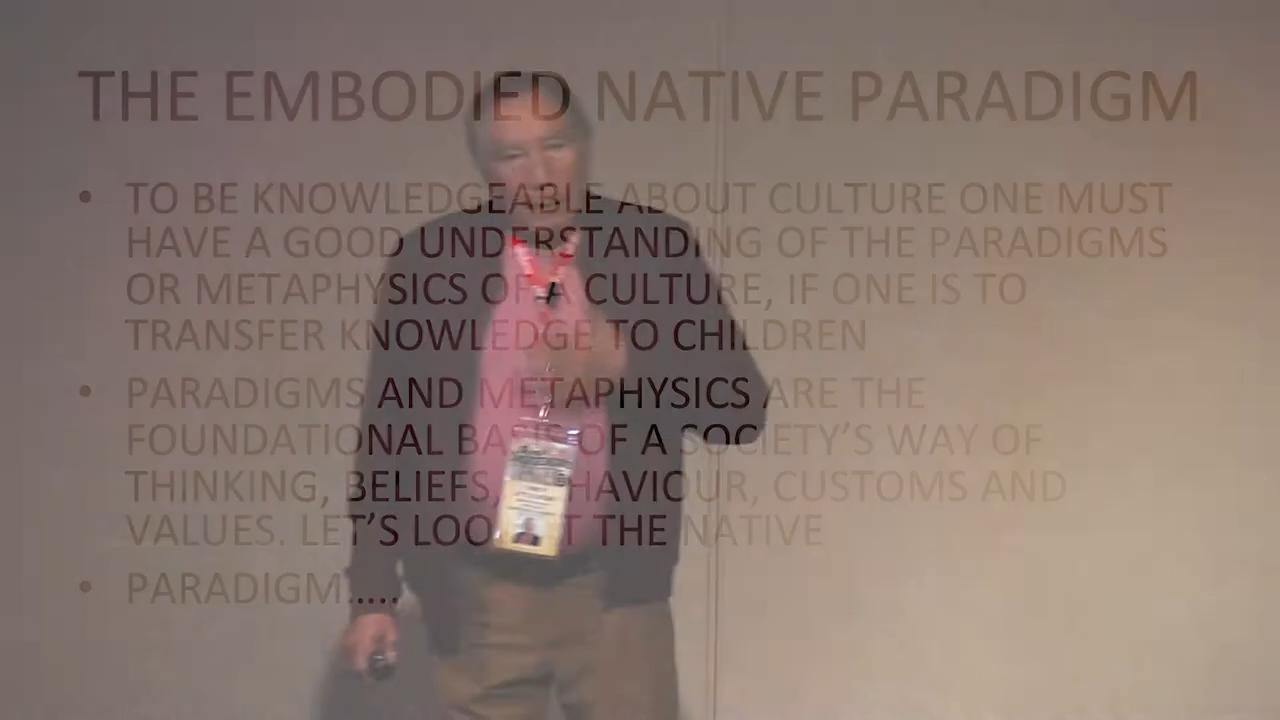 THE EMBODIED NATIVE PARADIGM
• TO BE KNOWLEDGEABLE ABOUT CULTURE ONE MUST
HAVE A GOOD UNDERSTANDING OF THE PARADIGMS
OR METAPHYSICS OF A CULTURE, IF ONE IS TO
TRANSFER KNOWLEDGE TO CHILDREN
• PARADIGMS AND METAPHYSICS ARE THE
FOUNDATIONAL BASIS OF A SOCIETY’S WAY OF
THINKING, BELIEFS, BEHAVIOUR, CUSTOMS AND
VALUES. LET’S LOOK AT THE NATIVE
• PARADIGM.....